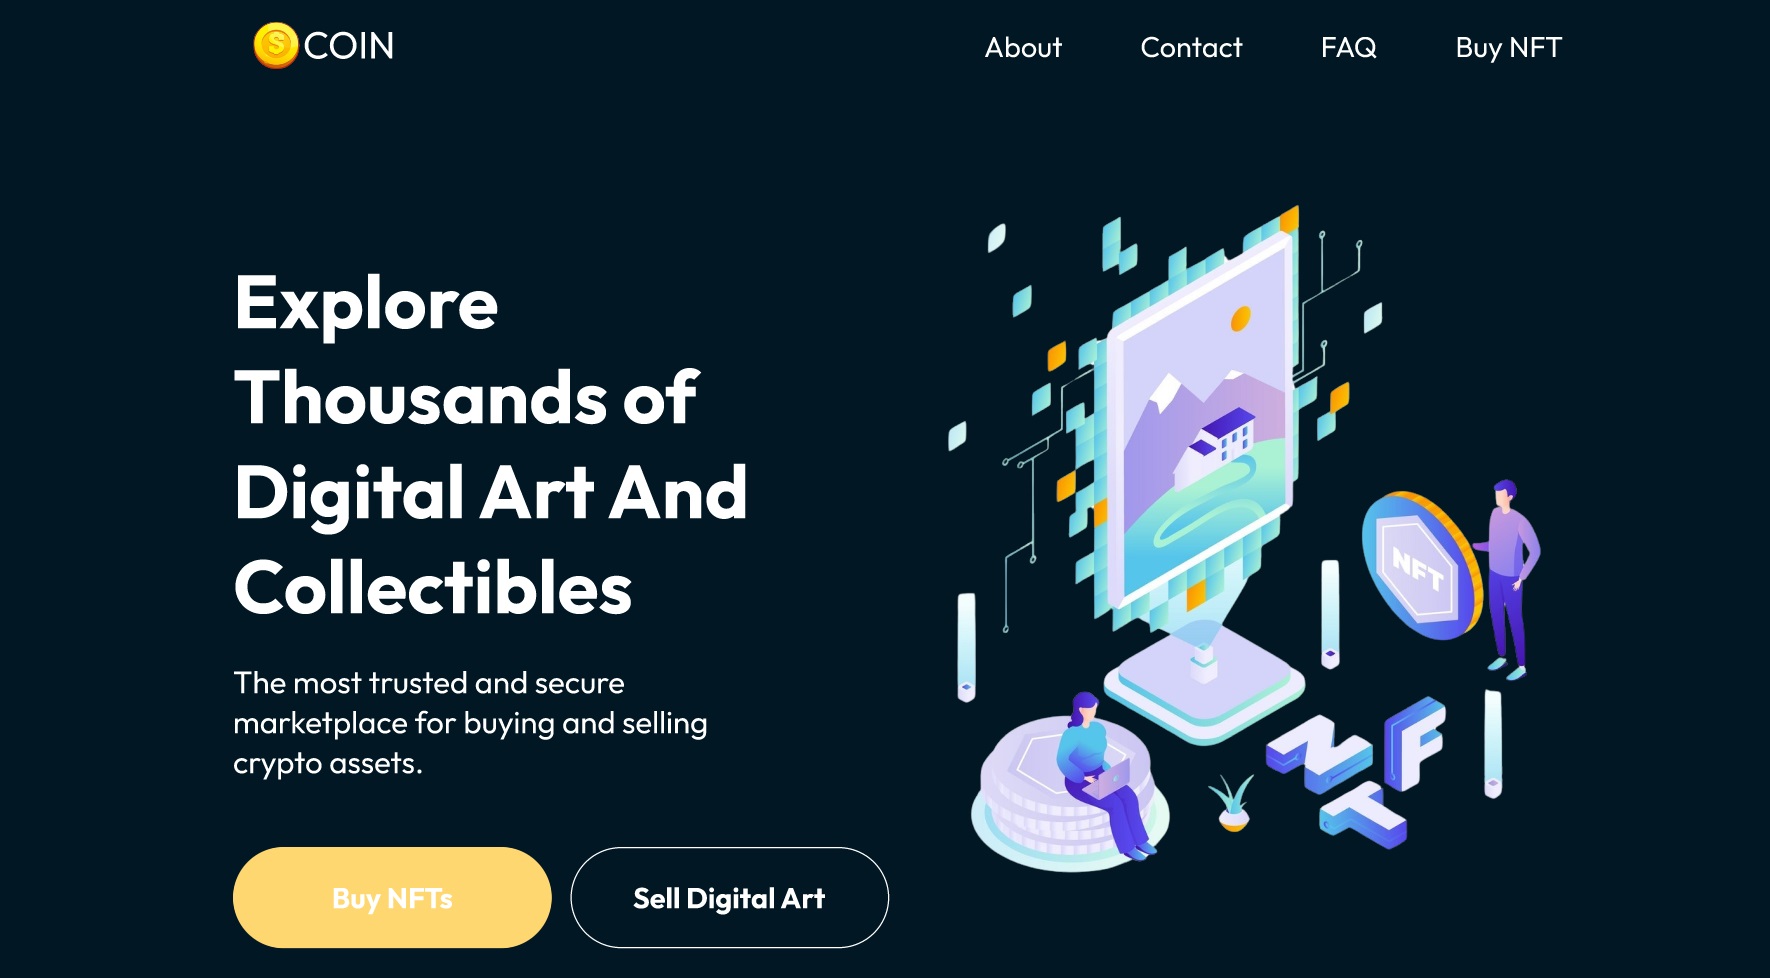 S COIN
About
Contact
FAQ
Buy NFT
Explore
Thousands of
Digital Art And
Collectibles
The most trusted and secure
marketplace for buying and selling
crypto assets.
Buy NFTs
Sell Digital Art
NFT
NFT